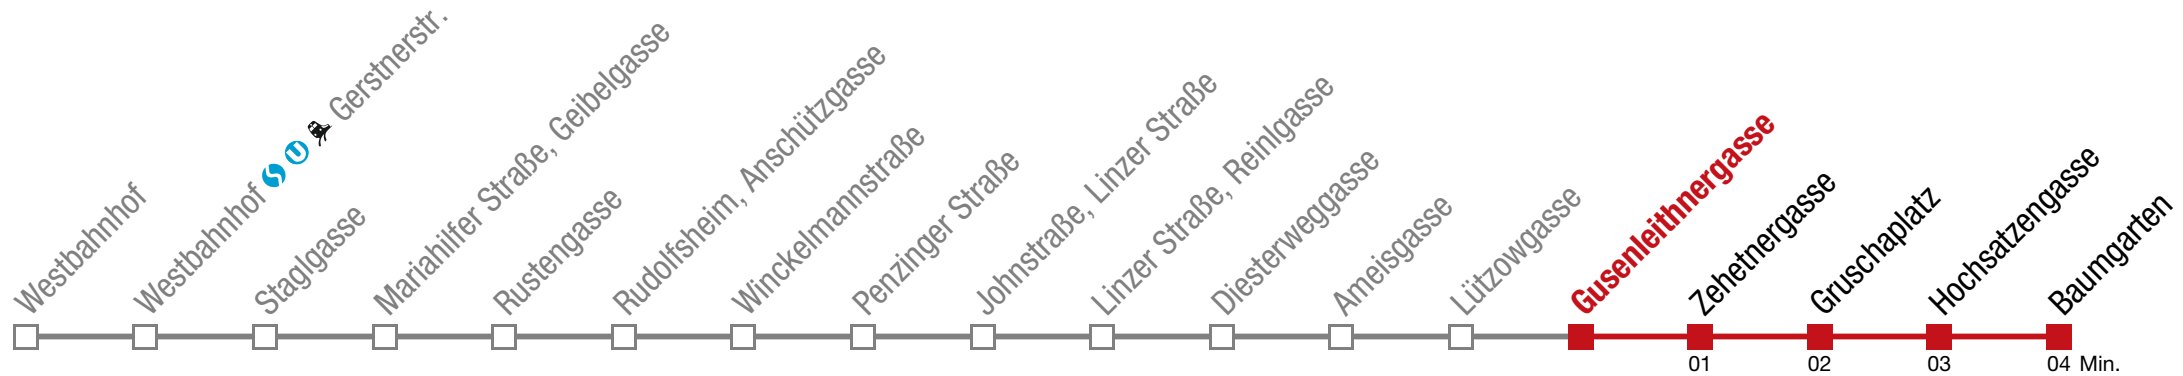 Westbahnhof
Westbahnhof S U Gerstnerstr.
Staglgasse
Mariahilfer Straße, Geibelgasse
Rustengasse
Rudolfsheim, Anschützgasse
Winckelmannstraße
Penzinger Straße
Johnstraße, Linzer Straße
Linzer Straße, Reinlgasse
Diesterweggasse
Ameisgasse
Lützowgasse
Gusenleithnergasse
Zehetnergasse
Gruschaplatz
Hochsatzengasse
Baumgarten
01 02 03 04 Min.